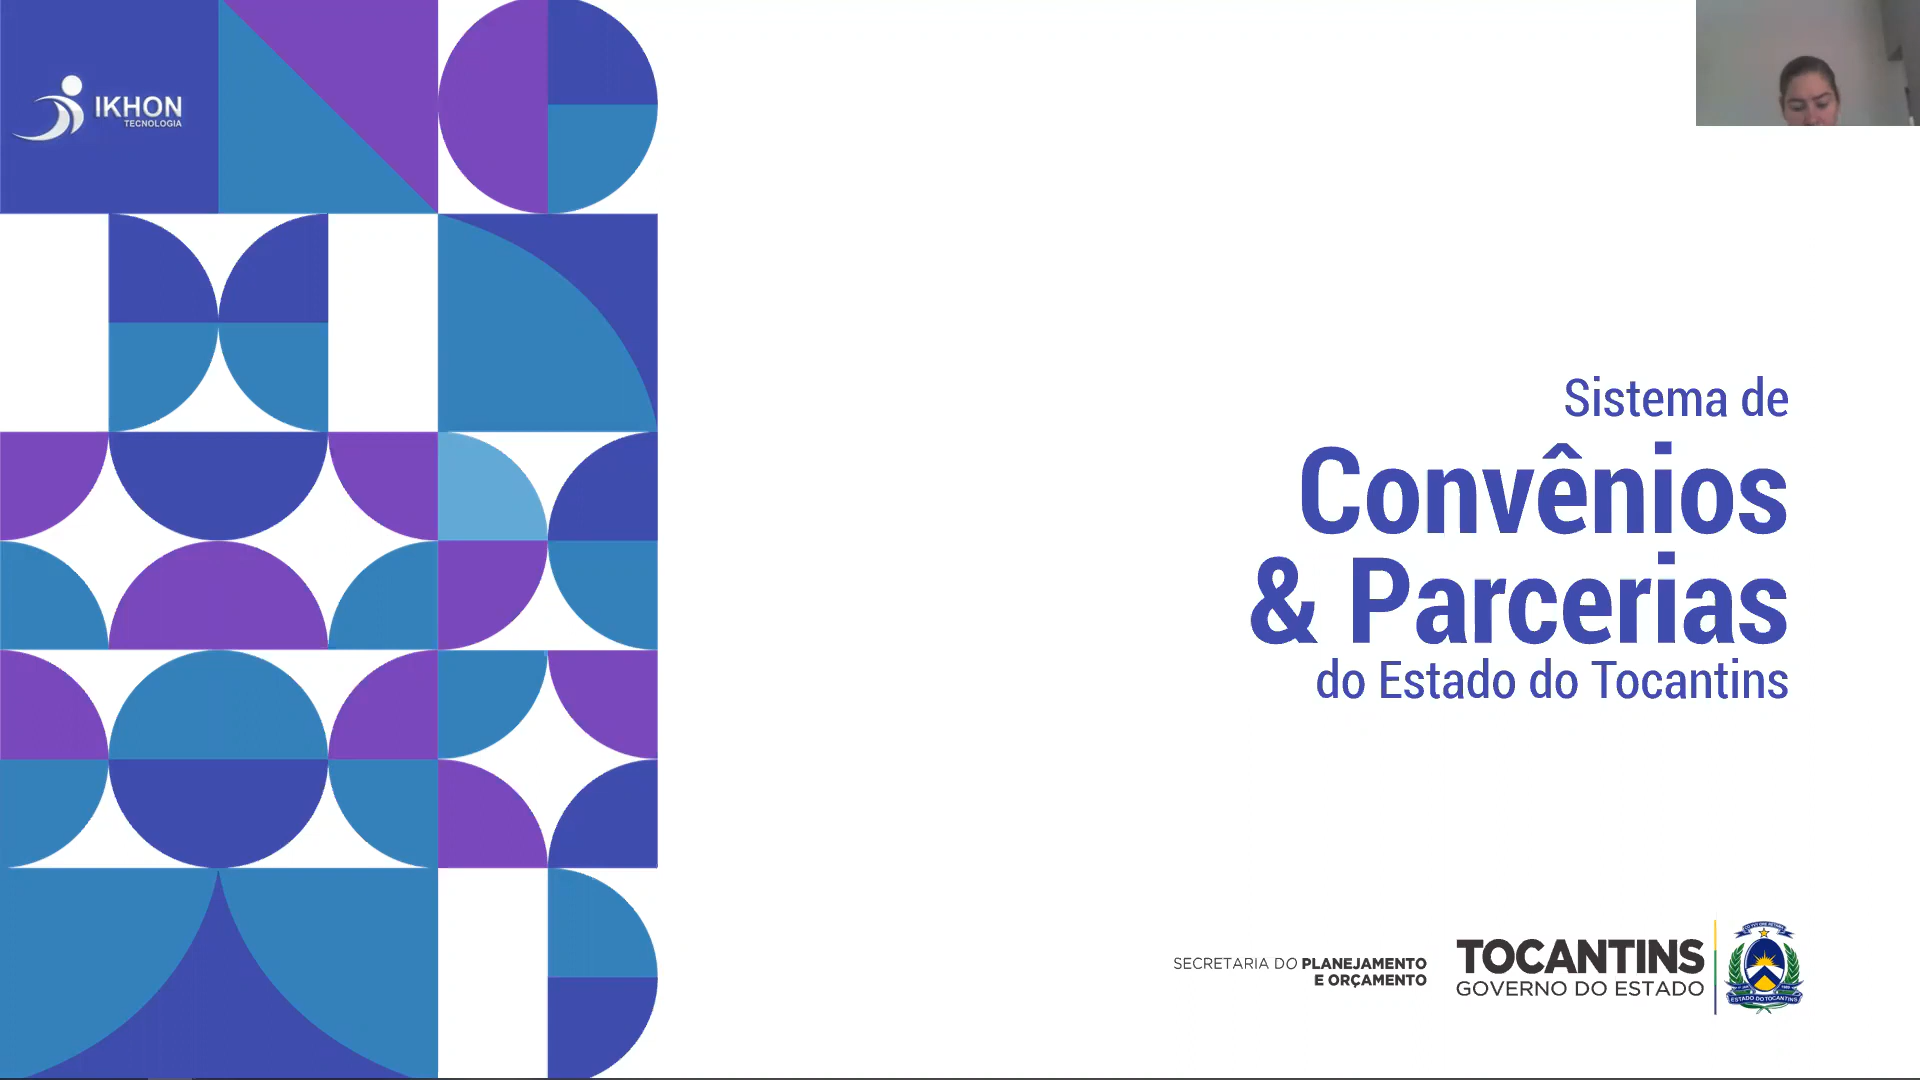 IKHON
TECNOLOGIA
Sistema de
Convênios
& Parcerias
do Estado do Tocantins
SECRETARIA DO PLANEJAMENTO
E ORÇAMENTO
TOCANTINS
GOVERNO DO ESTADO
ESTADO DO TOCANTINS